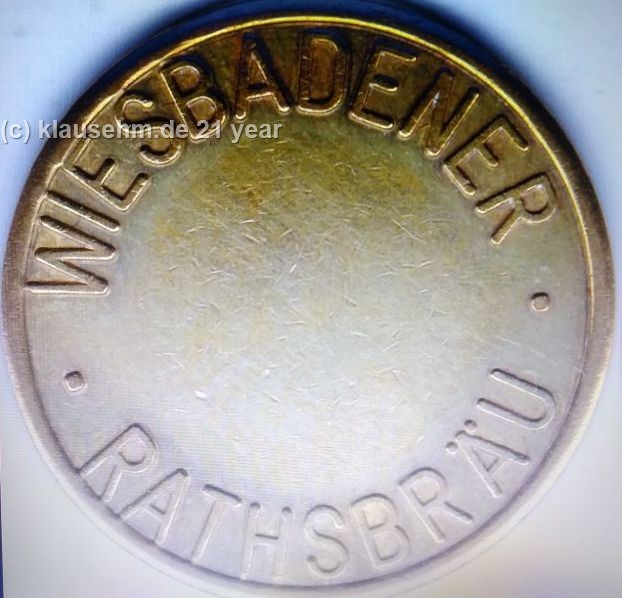 WIESBADENER
(c) klausehm.de 21 year
· RATHSBRÄU ·